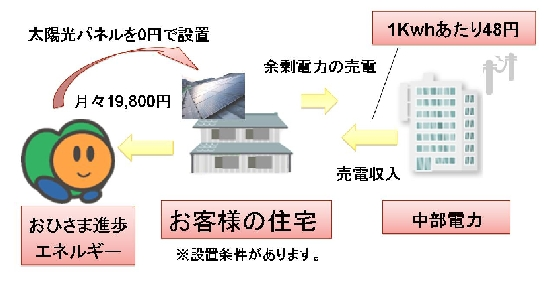 太陽光パネルを0円で設置
1Kwhあたり48円
余剰電力の売電
月々19,800円
売電収入
おひさま進歩
エネルギー
お客様の住宅
中部電力
※設置条件があります。